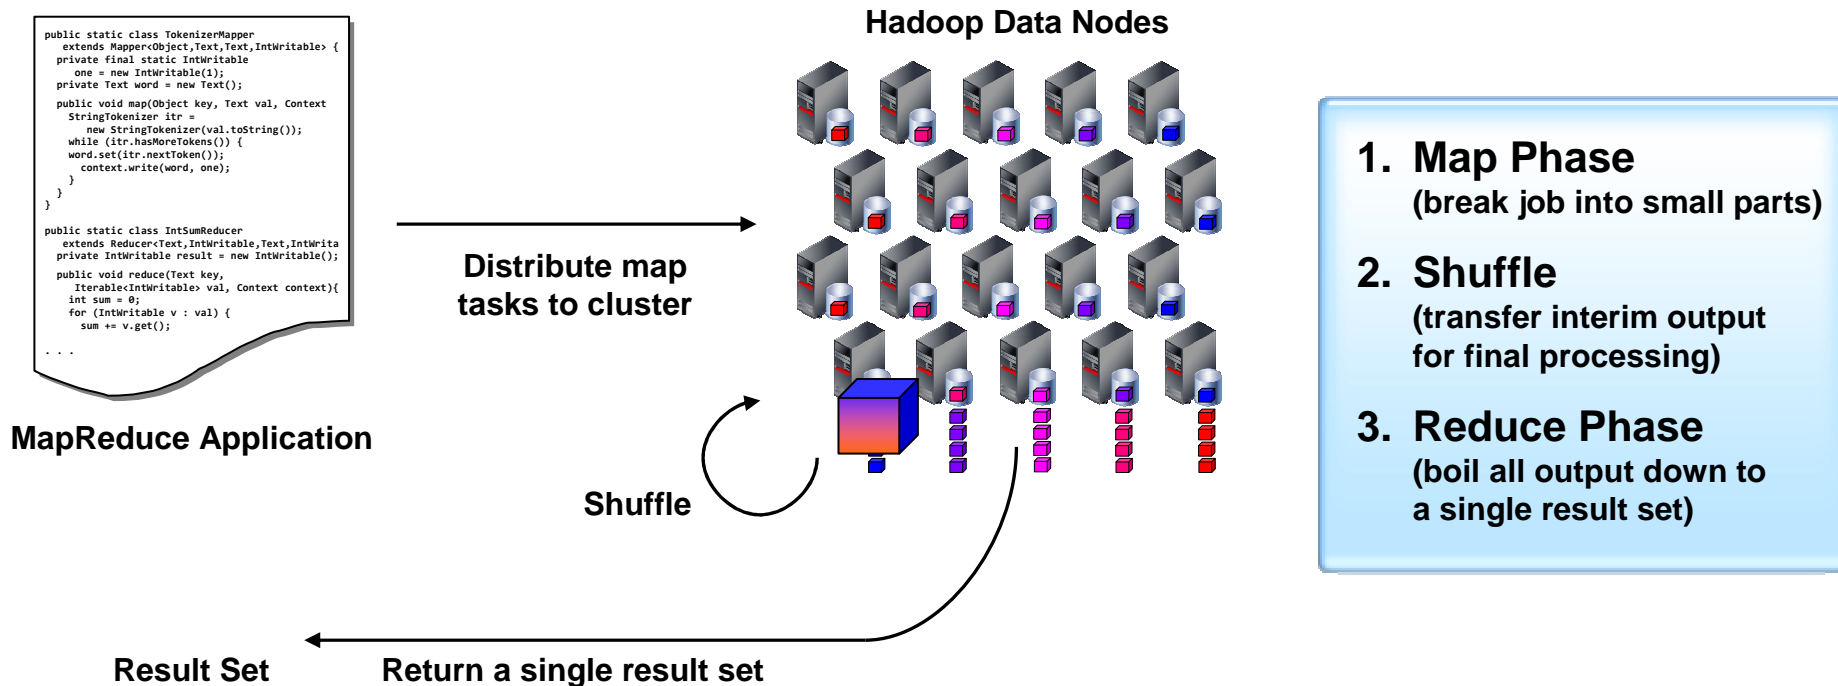 Hadoop Data Nodes
public static class TokenizerMapper
extends Mapper<Object,Text,Text,IntWritable> {
private final static IntWritable
one = new IntWritable(1);
private Text word = new Text();
public void map(Object key, Text val, Context
StringTokenizer itr =
new StringTokenizer(val.toString());
while (itr.hasMoreTokens()) {
word.set(itr.nextToken());
context.write(word, one);
}
}
}
public static class IntSumReducer
extends Reducer<Text,IntWritable,Text,IntWrita
private IntWritable result = new IntWritable();
public void reduce(Text key,
Iterable<IntWritable> val, Context context){
int sum = 0;
for (IntWritable v : val) {
sum += v.get();
. . .
MapReduce Application
Distribute map
tasks to cluster
Shuffle
Result Set
Return a single result set
1. Map Phase
(break job into small parts)
2. Shuffle
(transfer interim output
for final processing)
3. Reduce Phase
(boil all output down to
a single result set)